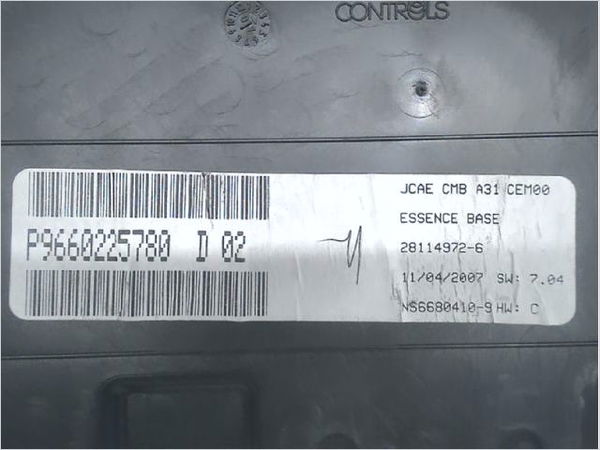 CONTROLS
P9660225780 D 02
JCAE CMB A31 CEM00
ESSENCE BASE
28114972-6
11/04/2007 SW: 7.04
NS6680410-9 HW: C